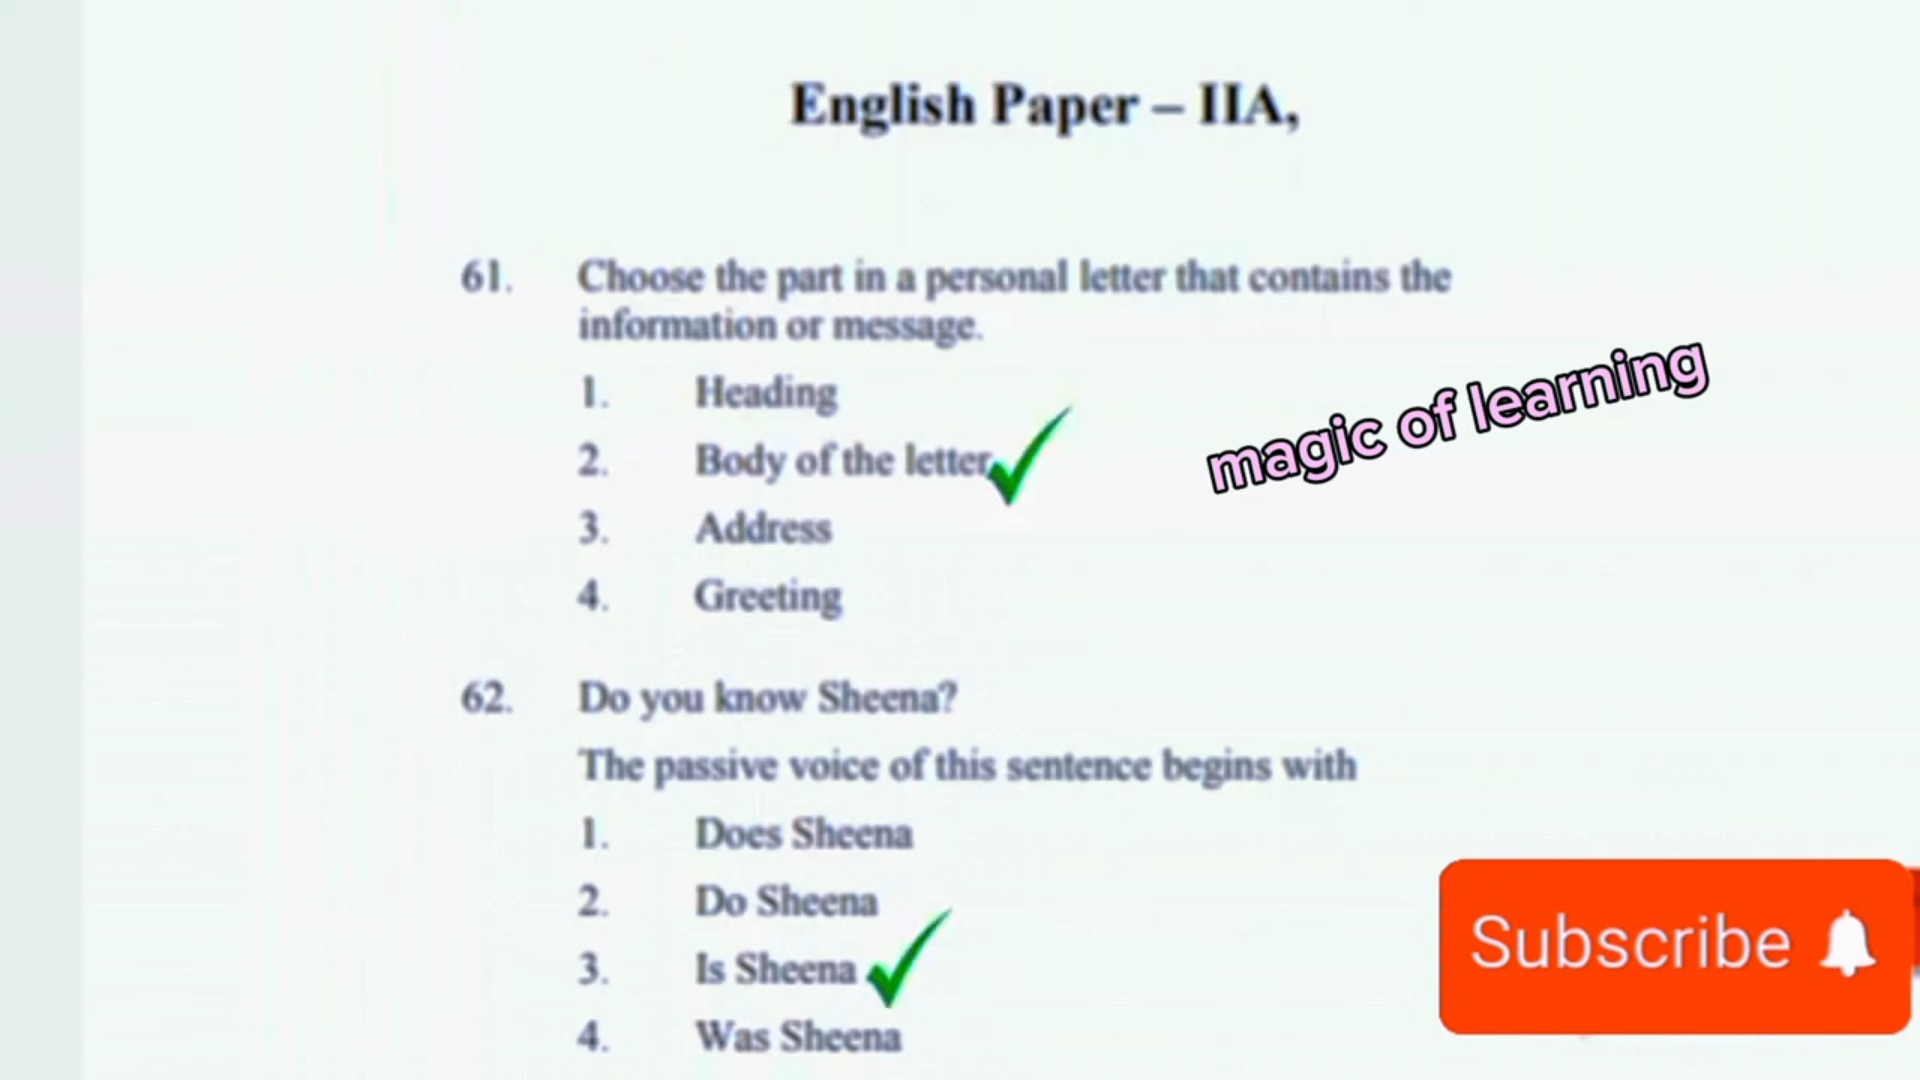 English Paper – IIA,
61. Choose the part in a personal letter that contains the
information or message.
1. Heading
2. Body of the letter
3. Address
4. Greeting
magic of learning
62. Do you know Sheena?
The passive voice of this sentence begins with
1. Does Sheena
2. Do Sheena
3. Is Sheena
4. Was Sheena
Subscribe